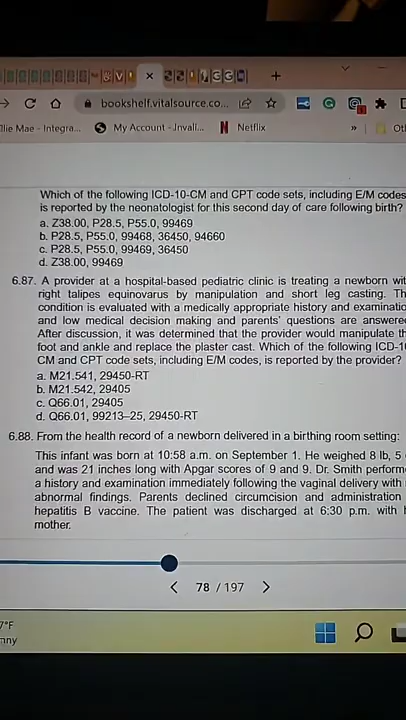 bookshelf.vitalsource.co...
llie Mae - Integra...
My Account - Invali...
Netflix
»
Which of the following ICD-10-CM and CPT code sets, including E/M codes
is reported by the neonatologist for this second day of care following birth?
a. Z38.00, P28.5, P55.0, 99469
b. P28.5, P55.0, 99468, 36450, 94660
c. P28.5, P55.0, 99469, 36450
d. Z38.00, 99469
6.87. A provider at a hospital-based pediatric clinic is treating a newborn wit
right talipes equinovarus by manipulation and short leg casting. Th
condition is evaluated with a medically appropriate history and examinatio
and low medical decision making and parents' questions are answere
After discussion, it was determined that the provider would manipulate th
foot and ankle and replace the plaster cast. Which of the following ICD-1
CM and CPT code sets, including E/M codes, is reported by the provider?
a. M21.541, 29450-RT
b. M21.542, 29405
c. Q66.01, 29405
d. Q66.01, 99213–25, 29450-RT
6.88. From the health record of a newborn delivered in a birthing room setting:
This infant was born at 10:58 a.m. on September 1. He weighed 8 lb, 5
and was 21 inches long with Apgar scores of 9 and 9. Dr. Smith perform
a history and examination immediately following the vaginal delivery with
abnormal findings. Parents declined circumcision and administration
hepatitis B vaccine. The patient was discharged at 6:30 p.m. with h
mother.
< 78 / 197 >
7°F
nny